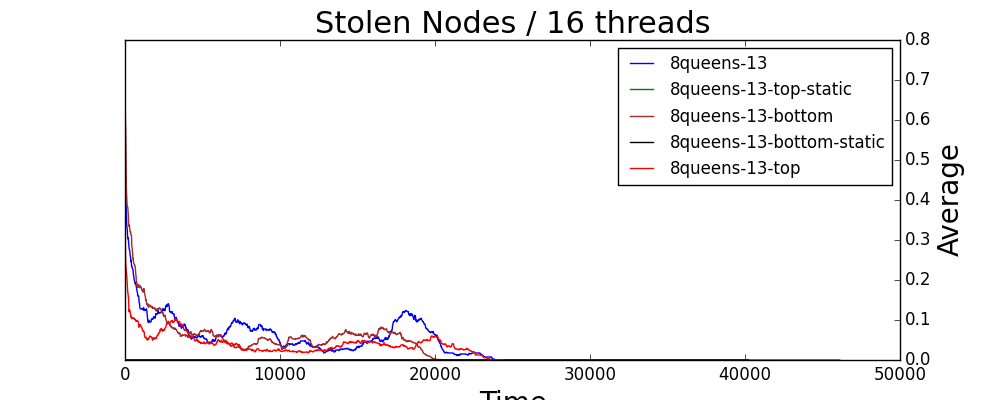 Stolen Nodes / 16 threads
8queens-13
8queens-13-top-static
8queens-13-bottom
8queens-13-bottom-static
8queens-13-top
0.8
0.7
0.6
0.5
0.4
0.3
0.2
0.1
0.0
Average
0 10000 20000 30000 40000 50000
Time